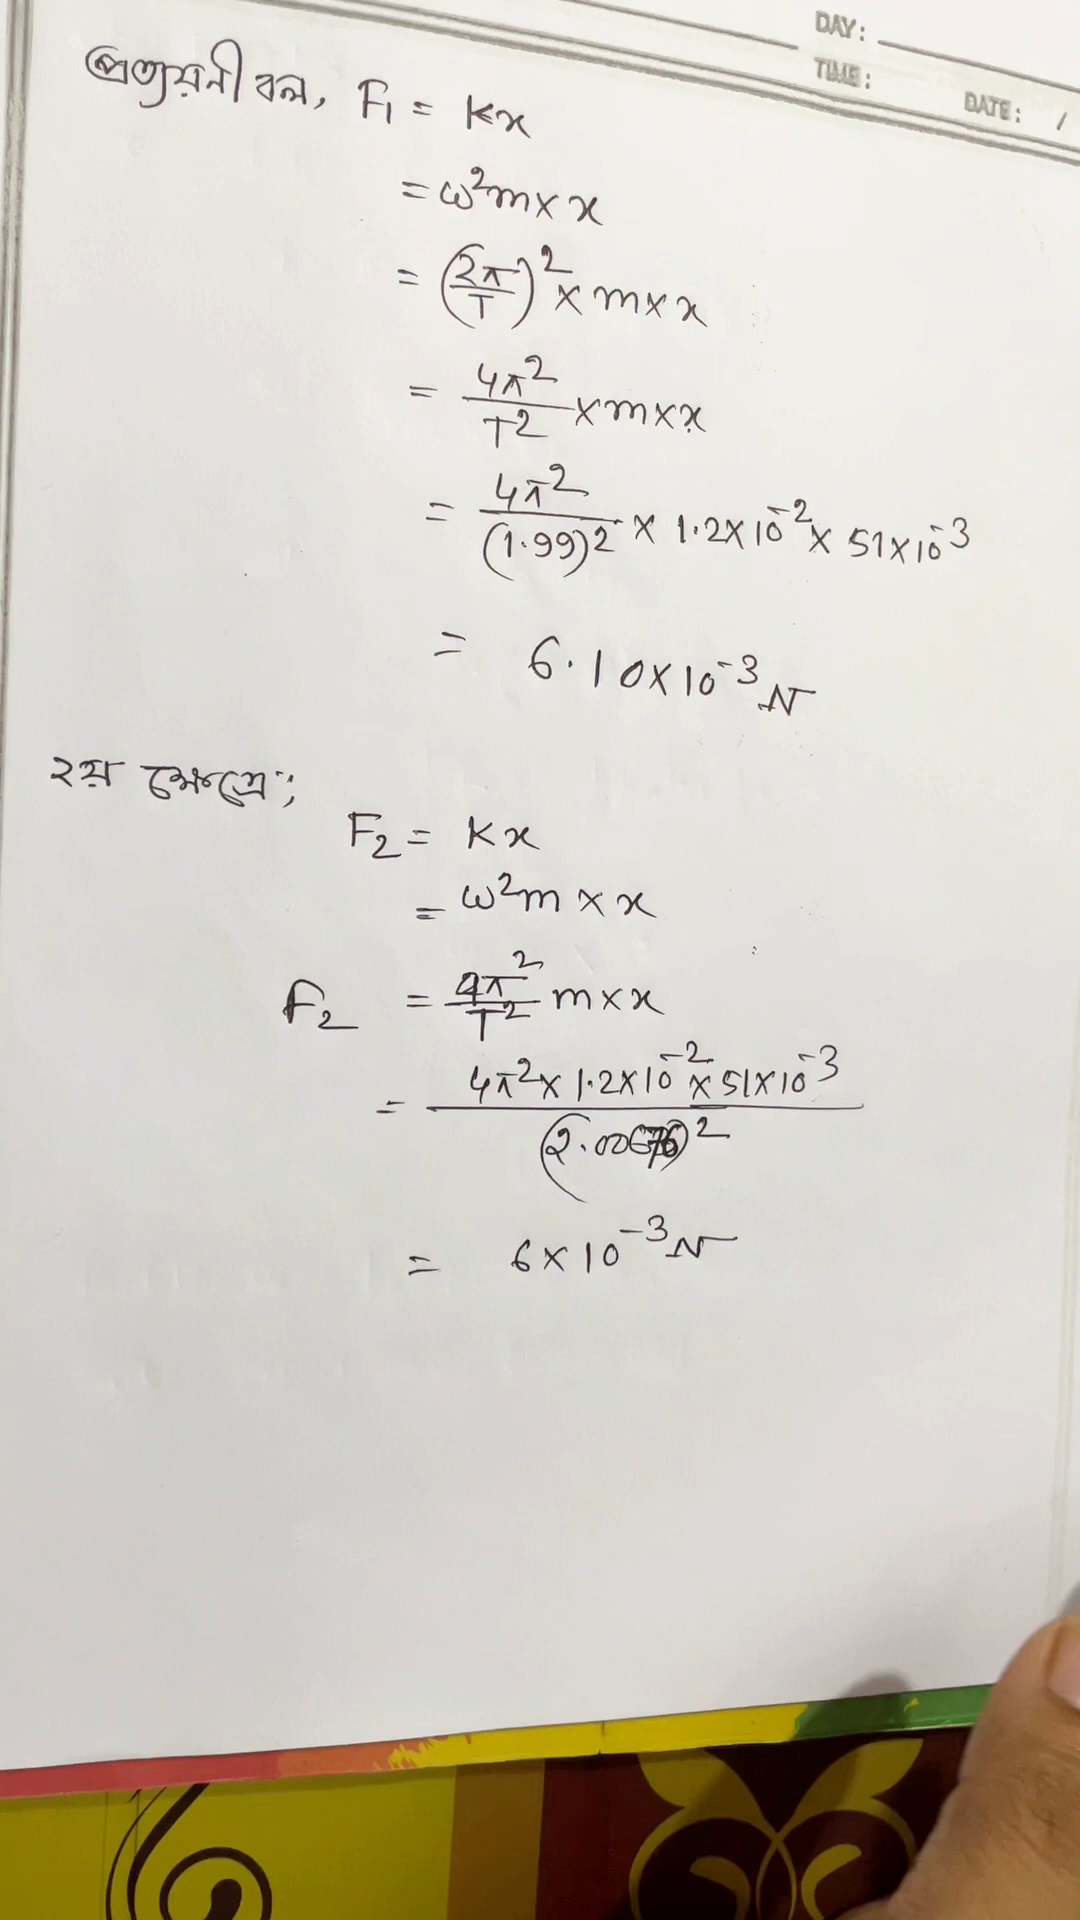 DAY:
TIME:
DATE: /
প্রত্যয়নী বল, F₁ = Kx
= ω²m × x
= (2π/T)² × m × x
= 4π²/T² × m × x
= 4π²/(1.99)² × 1.2×10⁻² × 51×10⁻³
= 6.10×10⁻³ N
২য় ক্ষেত্রে;
F₂ = Kx
= ω²m × x
F₂ = 4π²/T² m × x
= 4π² × 1.2×10⁻² × 51×10⁻³/(2.00676)²
= 6×10⁻³ N